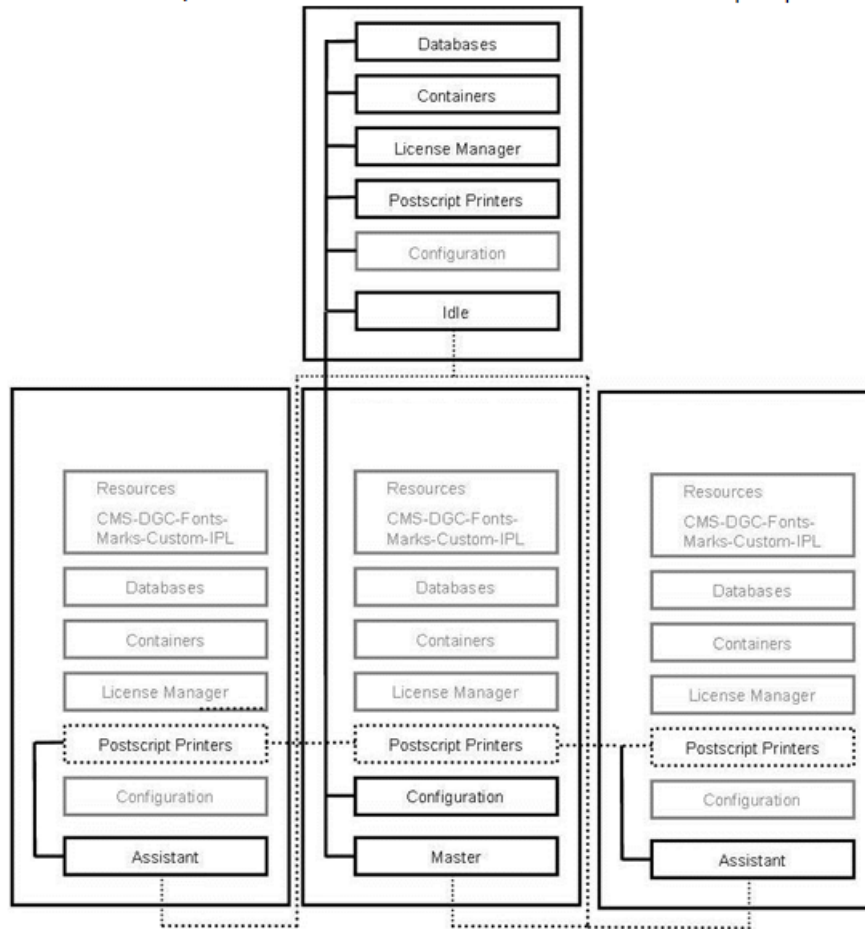 Databases
Containers
License Manager
Postscript Printers
Configuration
Idle
Resources
CMS-DGC-Fonts-
Marks-Custom-IPL
Databases
Containers
License Manager
Postscript Printers
Configuration
Assistant
Resources
CMS-DGC-Fonts-
Marks-Custom-IPL
Databases
Containers
License Manager
Postscript Printers
Configuration
Master
Resources
CMS-DGC-Fonts-
Marks-Custom-IPL
Databases
Containers
License Manager
Postscript Printers
Configuration
Assistant